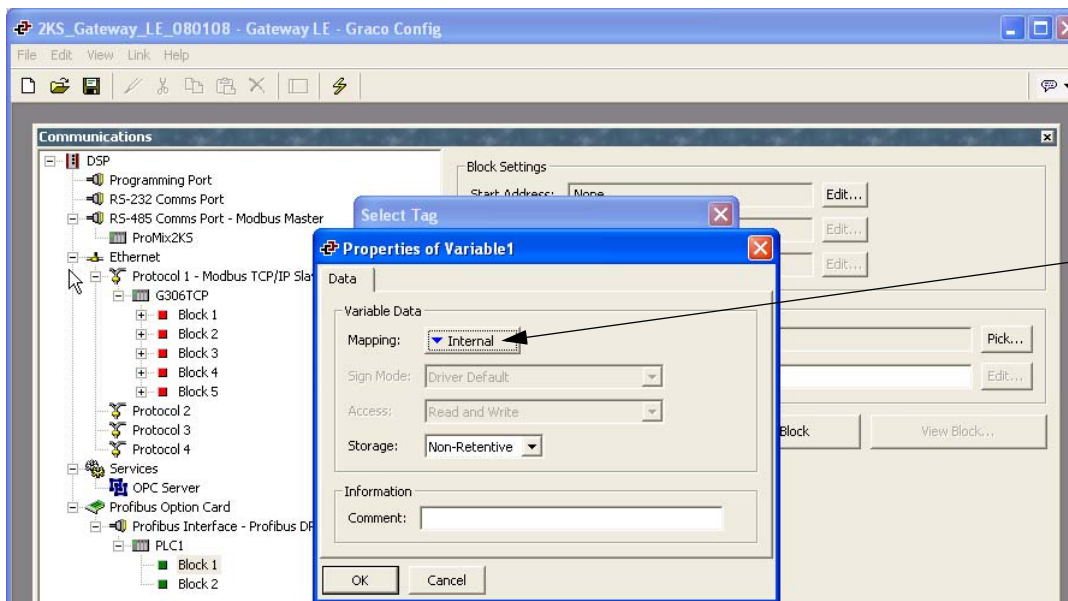 2KS_Gateway_LE_080108 - Gateway LE - Graco Config
File Edit View Link Help
Communications
DSP
Programming Port
RS-232 Comms Port
RS-485 Comms Port - Modbus Master
ProMix2KS
Ethernet
Protocol 1 - Modbus TCP/IP Sla
G306TCP
Block 1
Block 2
Block 3
Block 4
Block 5
Protocol 2
Protocol 3
Protocol 4
Services
OPC Server
Profibus Option Card
Profibus Interface - Profibus DP
PLC1
Block 1
Block 2
Block Settings
Start Address: None Edit...
Edit...
Edit...
Pick...
Edit...
Block View Block...
Select Tag
Properties of Variable1
Data
Variable Data
Mapping: Internal
Sign Mode: Driver Default
Access: Read and Write
Storage: Non-Retentive
Information
Comment:
OK Cancel